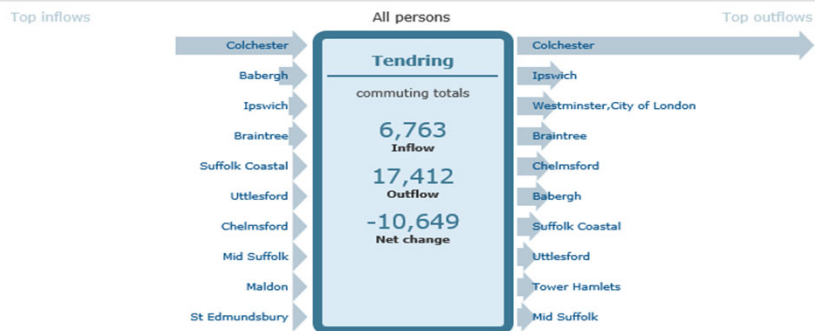 Top inflows
All persons
Top outflows
Colchester
Babergh
Ipswich
Braintree
Suffolk Coastal
Uttlesford
Chelmsford
Mid Suffolk
Maldon
St Edmundsbury
Tendring
commuting totals
6,763
Inflow
17,412
Outflow
-10,649
Net change
Colchester
Ipswich
Westminster,City of London
Braintree
Chelmsford
Babergh
Suffolk Coastal
Uttlesford
Tower Hamlets
Mid Suffolk